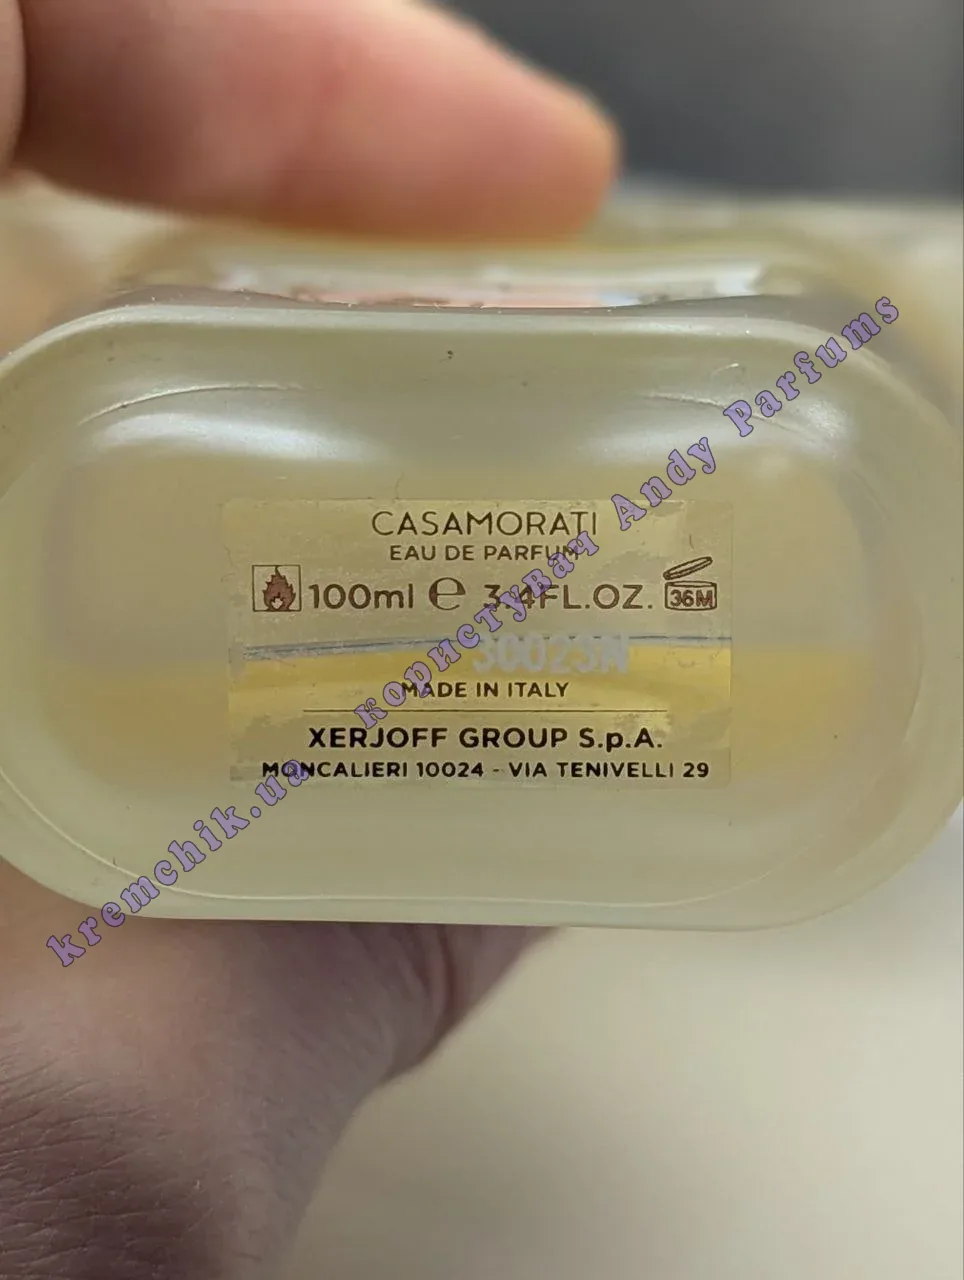 CASAMORATI
EAU DE PARFUM
100ml e 3.4FL.OZ. 36M
30023N
MADE IN ITALY
XERJOFF GROUP S.p.A.
MONCALIERI 10024 - VIA TENIVELLI 29
kremchik.ua користувач Andy Parfums